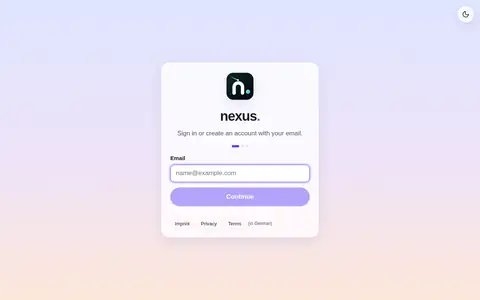 n.
nexus.
Sign in or create an account with your email.
Email
name@example.com
Continue
Imprint Privacy Terms (in German)